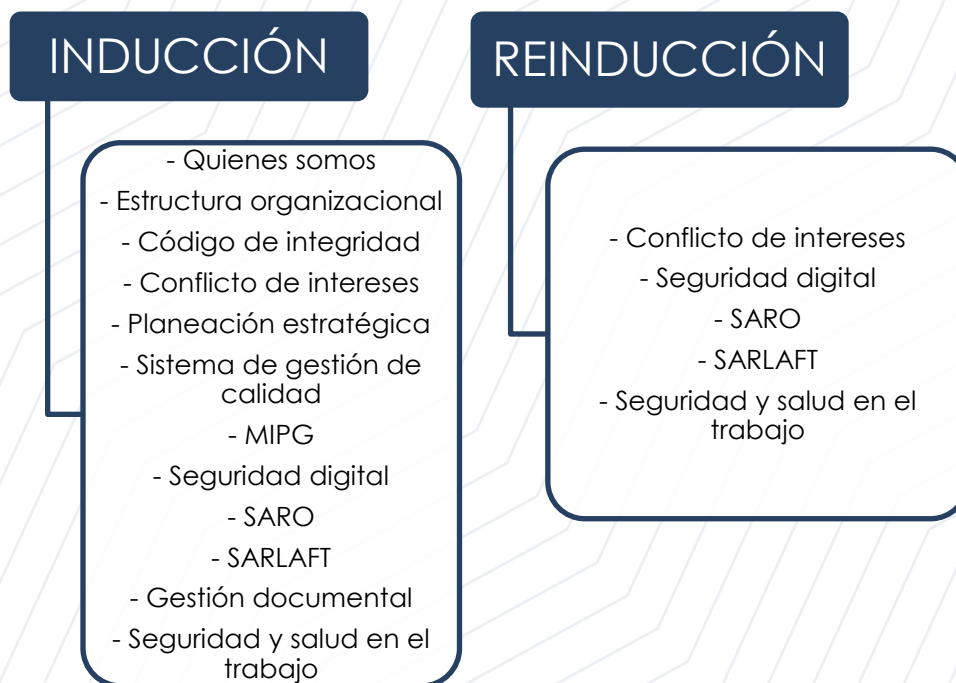 INDUCCIÓN
- Quienes somos
- Estructura organizacional
- Código de integridad
- Conflicto de intereses
- Planeación estratégica
- Sistema de gestión de
calidad
- MIPG
- Seguridad digital
- SARO
- SARLAFT
- Gestión documental
- Seguridad y salud en el
trabajo
REINDUCCIÓN
- Conflicto de intereses
- Seguridad digital
- SARO
- SARLAFT
- Seguridad y salud en el
trabajo